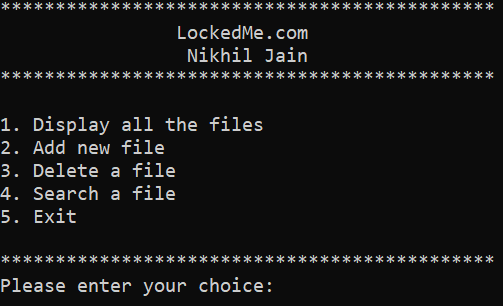 *********************************************
LockedMe.com
Nikhil Jain
*********************************************
1. Display all the files
2. Add new file
3. Delete a file
4. Search a file
5. Exit
*********************************************
Please enter your choice: